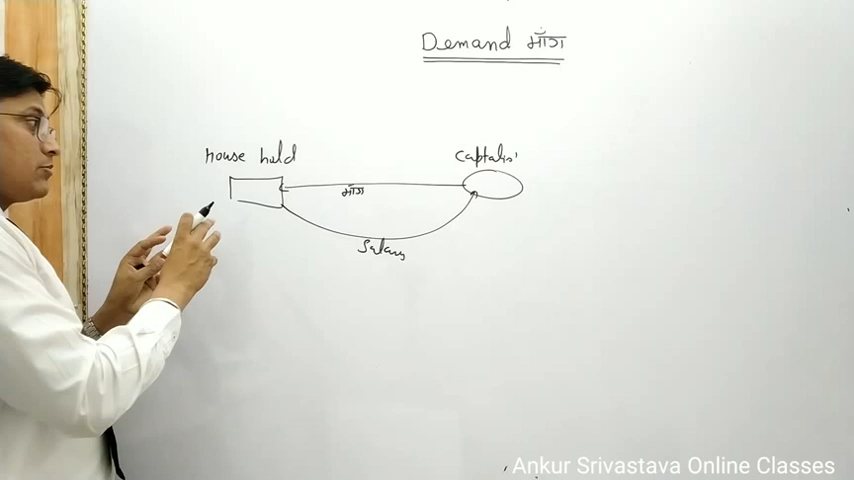 Demand माँग
House hold
Captalis'
माँग
Salary
Ankur Srivastava Online Classes